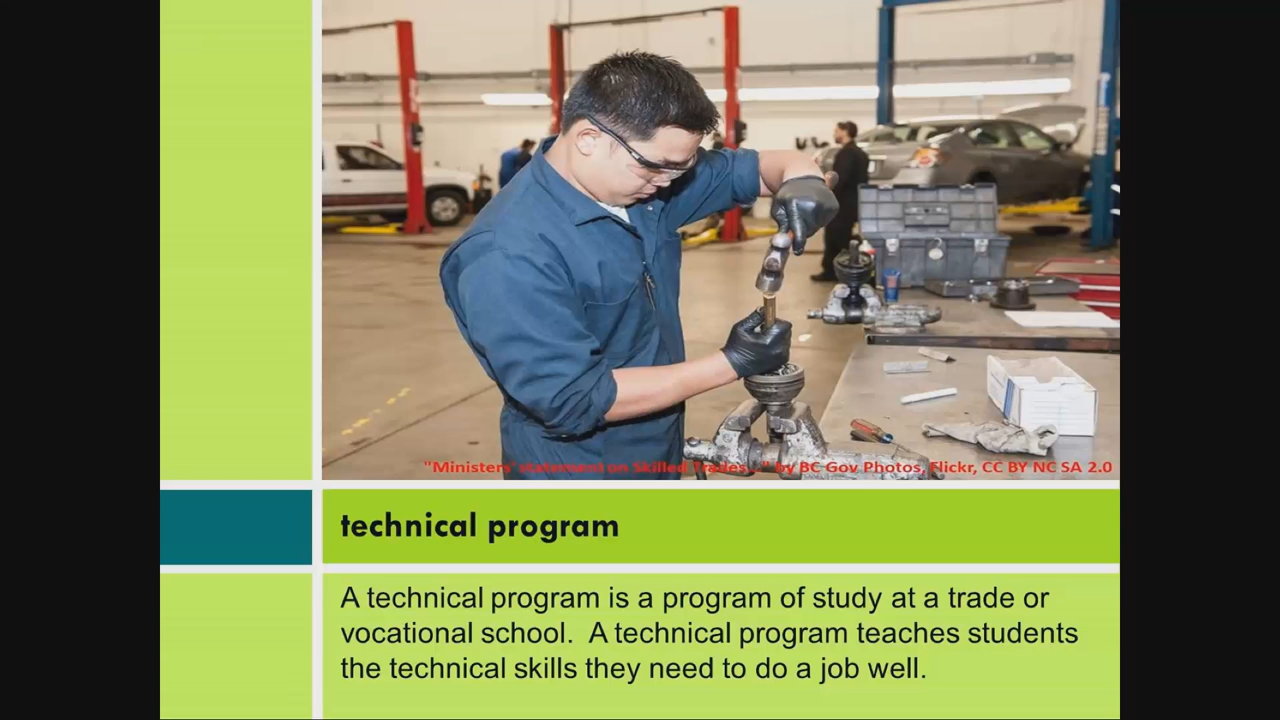 "Ministers' statement on Skilled Trades..." by BC Gov Photos, Flickr, CC BY NC SA 2.0
technical program
A technical program is a program of study at a trade or
vocational school.  A technical program teaches students
the technical skills they need to do a job well.